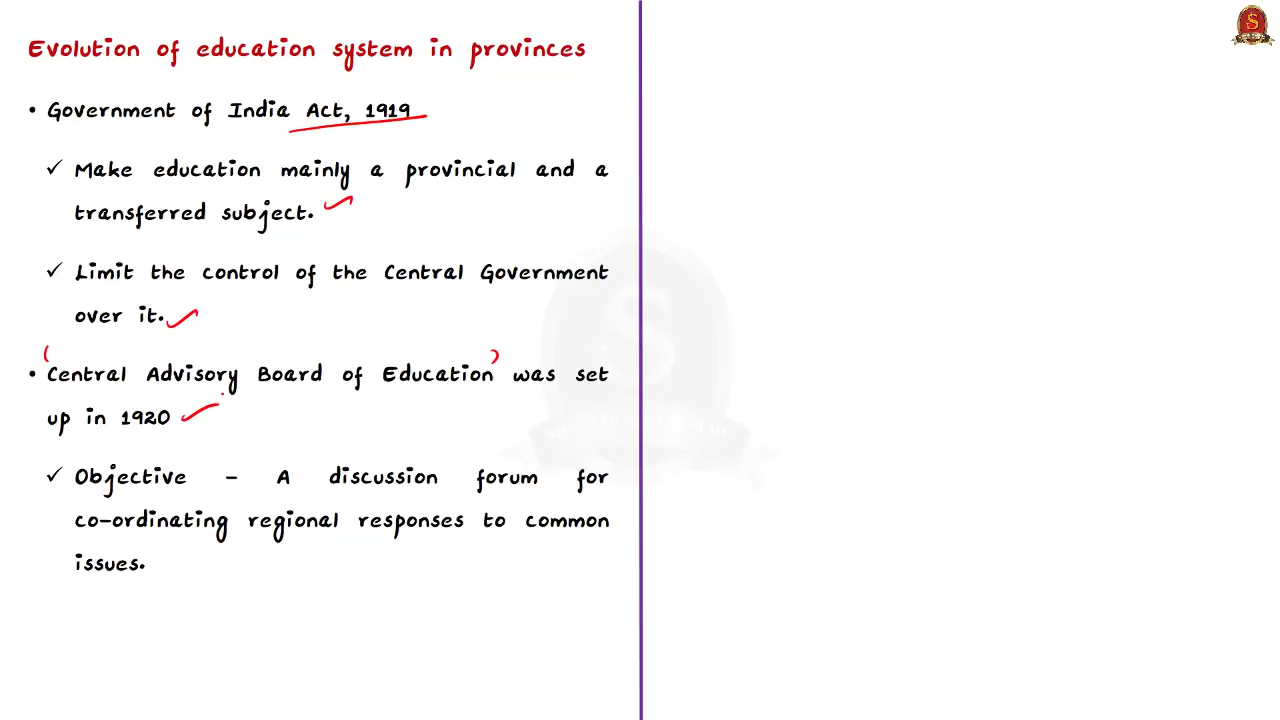 Evolution of education system in provinces
• Government of India Act, 1919
✓ Make education mainly a provincial and a
transferred subject.
✓ Limit the control of the Central Government
over it.
• Central Advisory Board of Education was set
up in 1920
✓ Objective – A discussion forum for
co-ordinating regional responses to common
issues.
S